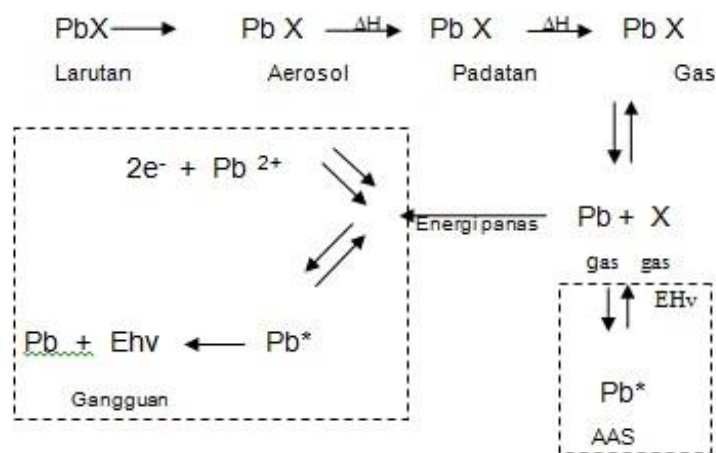 PbX Pb X ΔH Pb X ΔH Pb X
Larutan Aerosol Padatan Gas
2e- + Pb 2+
Energi panas Pb + X
gas gas
EHv
Pb + Ehv Pb*
Pb*
Gangguan
AAS